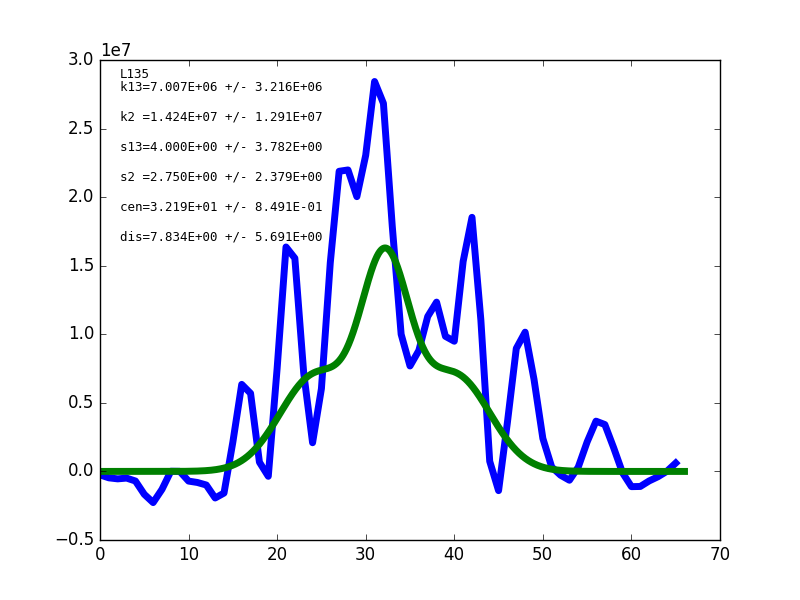 1e7
3.0
L135
k13=7.007E+06 +/- 3.216E+06
k2 =1.424E+07 +/- 1.291E+07
2.5
s13=4.000E+00 +/- 3.782E+00
s2 =2.750E+00 +/- 2.379E+00
2.0
cen=3.219E+01 +/- 8.491E-01
dis=7.834E+00 +/- 5.691E+00
1.5
1.0
0.5
0.0
−0.5
0 10 20 30 40 50 60 70